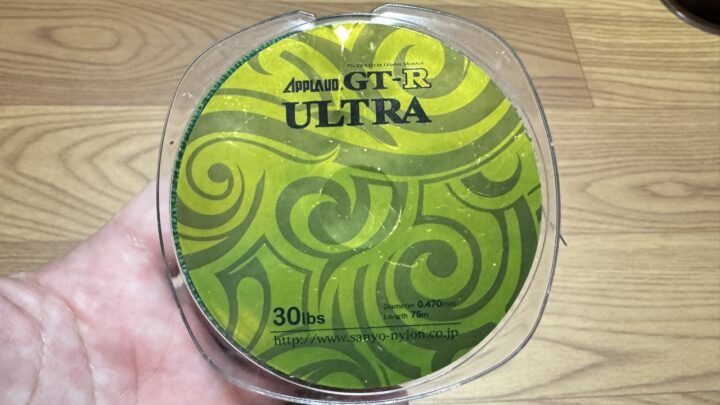 APPLAUD. GT-R
ULTRA
30lbs
Diameter 0.470mm
Length 75m
http://www.sanyo-nylon.co.jp